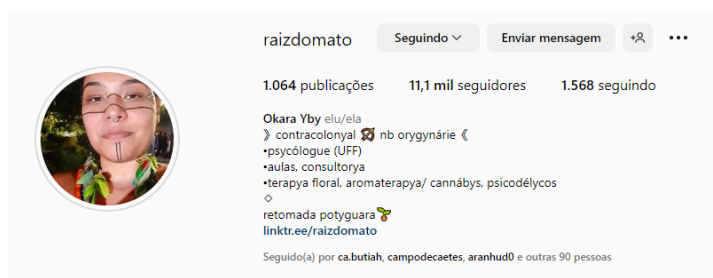 raizdomato Seguindo Enviar mensagem
1.064 publicações 11,1 mil seguidores 1.568 seguindo
Okara Yby elu/ela
》 contracolonyal 🏹 nb orygynárie 《
•psycólogue (UFF)
•aulas, consultorya
•terapya floral, aromaterapya/ cannábys, psicodélycos
◇
retomada potyguara🌱
linktr.ee/raizdomato
Seguido(a) por ca.butiah, campodecaetes, aranhud0 e outras 90 pessoas